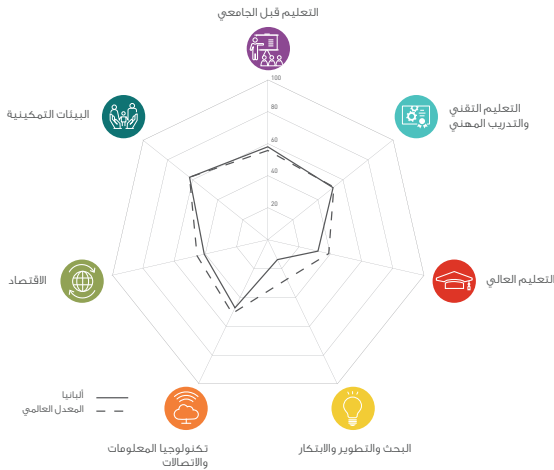 التعليم قبل الجامعي
التعليم التقني
والتدريب المهني
البيئات التمكينية
100
80
60
40
20
التعليم العالي
الاقتصاد
ألبانيا
المعدل العالمي
البحث والتطوير والابتكار
تكنولوجيا المعلومات
والاتصالات